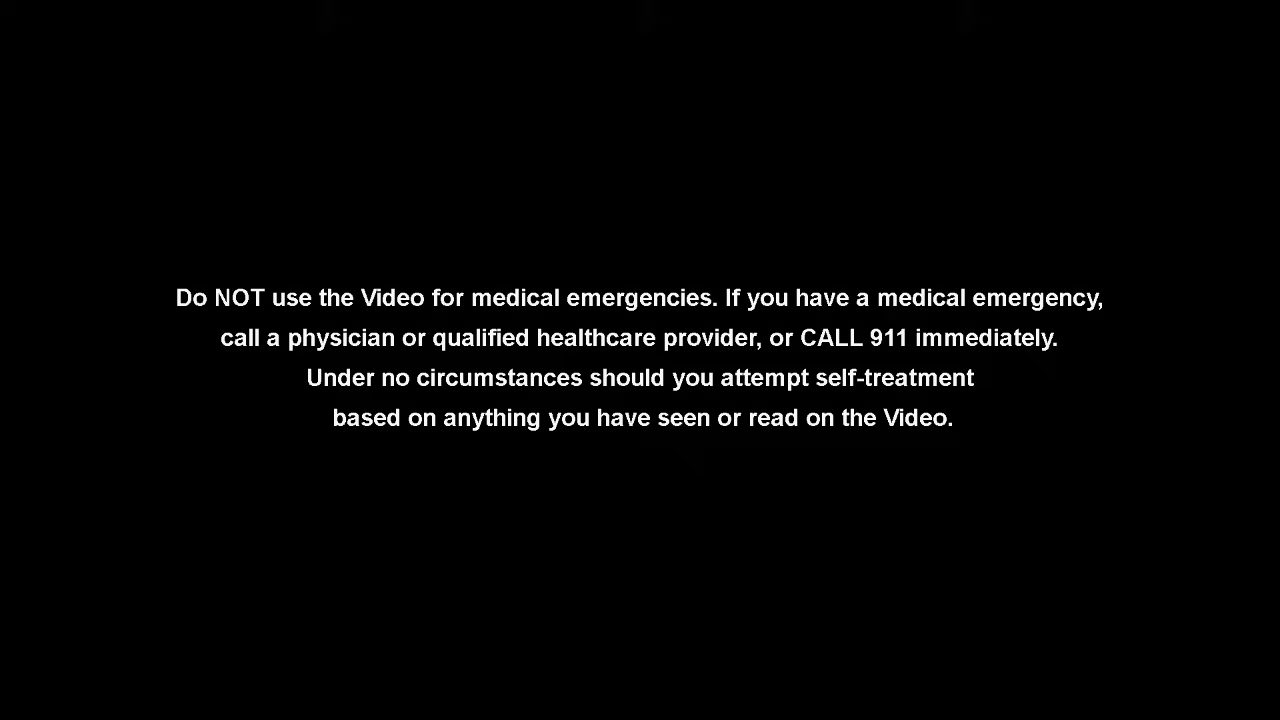 Do NOT use the Video for medical emergencies. If you have a medical emergency,
call a physician or qualified healthcare provider, or CALL 911 immediately.
Under no circumstances should you attempt self-treatment
based on anything you have seen or read on the Video.